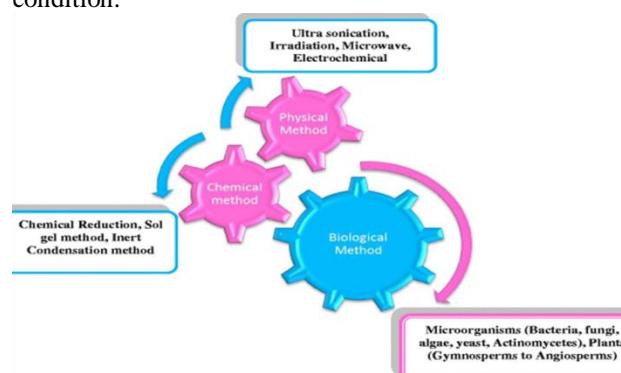 condition.
Ultra sonication,
Irradiation, Microwave,
Electrochemical
Physical
Method
Chemical
method
Chemical Reduction, Sol
gel method, Inert
Condensation method
Biological
Method
Microorganisms (Bacteria, fungi,
algae, yeast, Actinomycetes), Plants
(Gymnosperms to Angiosperms)